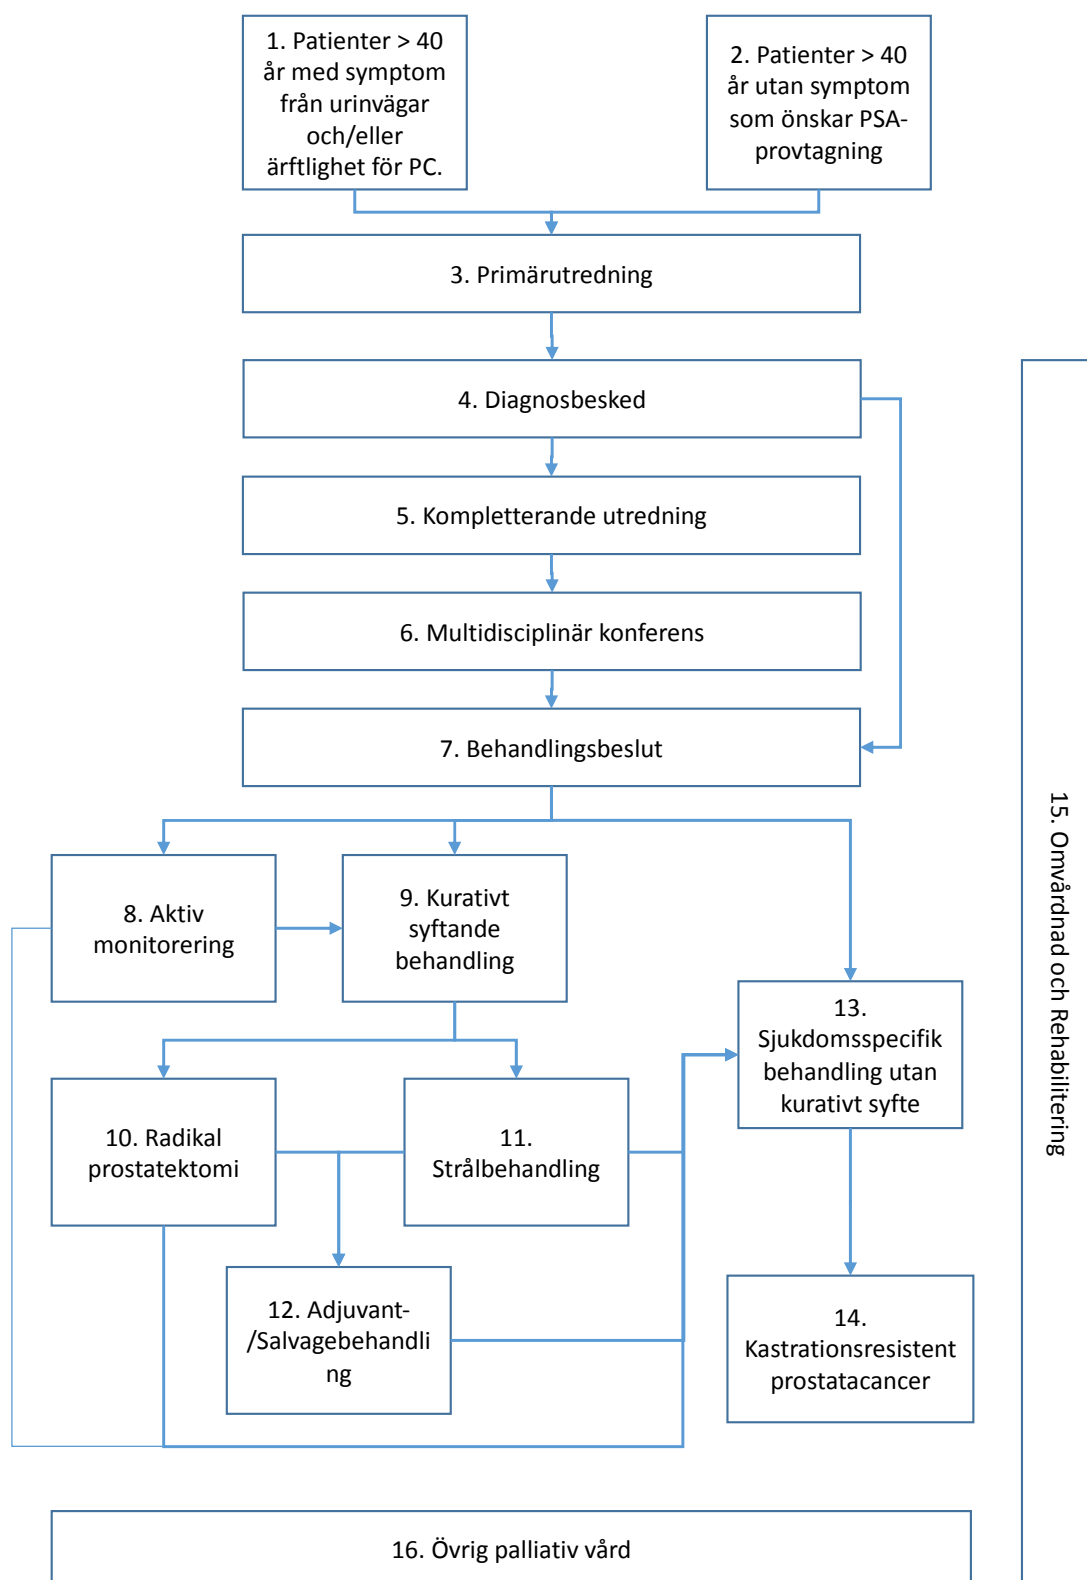 1. Patienter > 40
år med symptom
från urinvägar
och/eller
ärftlighet för PC.
2. Patienter > 40
år utan symptom
som önskar PSA-
provtagning
3. Primärutredning
4. Diagnosbesked
5. Kompletterande utredning
6. Multidisciplinär konferens
7. Behandlingsbeslut
8. Aktiv
monitorering
9. Kurativt
syftande
behandling
10. Radikal
prostatektomi
11.
Strålbehandling
12. Adjuvant-
/Salvagebehandli
ng
13.
Sjukdomsspecifik
behandling utan
kurativt syfte
14.
Kastrationsresistent
prostatacancer
15. Omvårdnad och Rehabilitering
16. Övrig palliativ vård